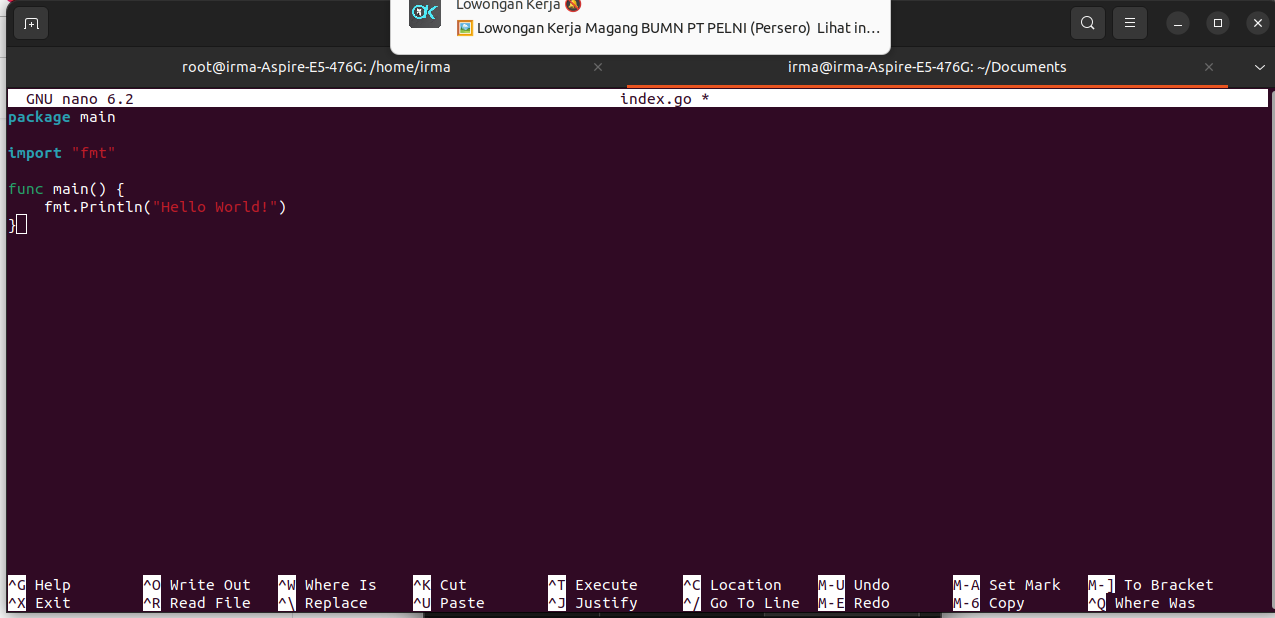 OK
Lowongan Kerja
Lowongan Kerja Magang BUMN PT PELNI (Persero) Lihat in...
root@irma-Aspire-E5-476G: /home/irma
irma@irma-Aspire-E5-476G: ~/Documents
GNU nano 6.2 index.go *
package main
import "fmt"
func main() {
fmt.Println("Hello World!")
}
^G Help ^O Write Out ^W Where Is ^K Cut ^T Execute ^C Location M-U Undo M-A Set Mark M-] To Bracket
^X Exit ^R Read File ^\ Replace ^U Paste ^J Justify ^/ Go To Line M-E Redo M-6 Copy ^Q Where Was